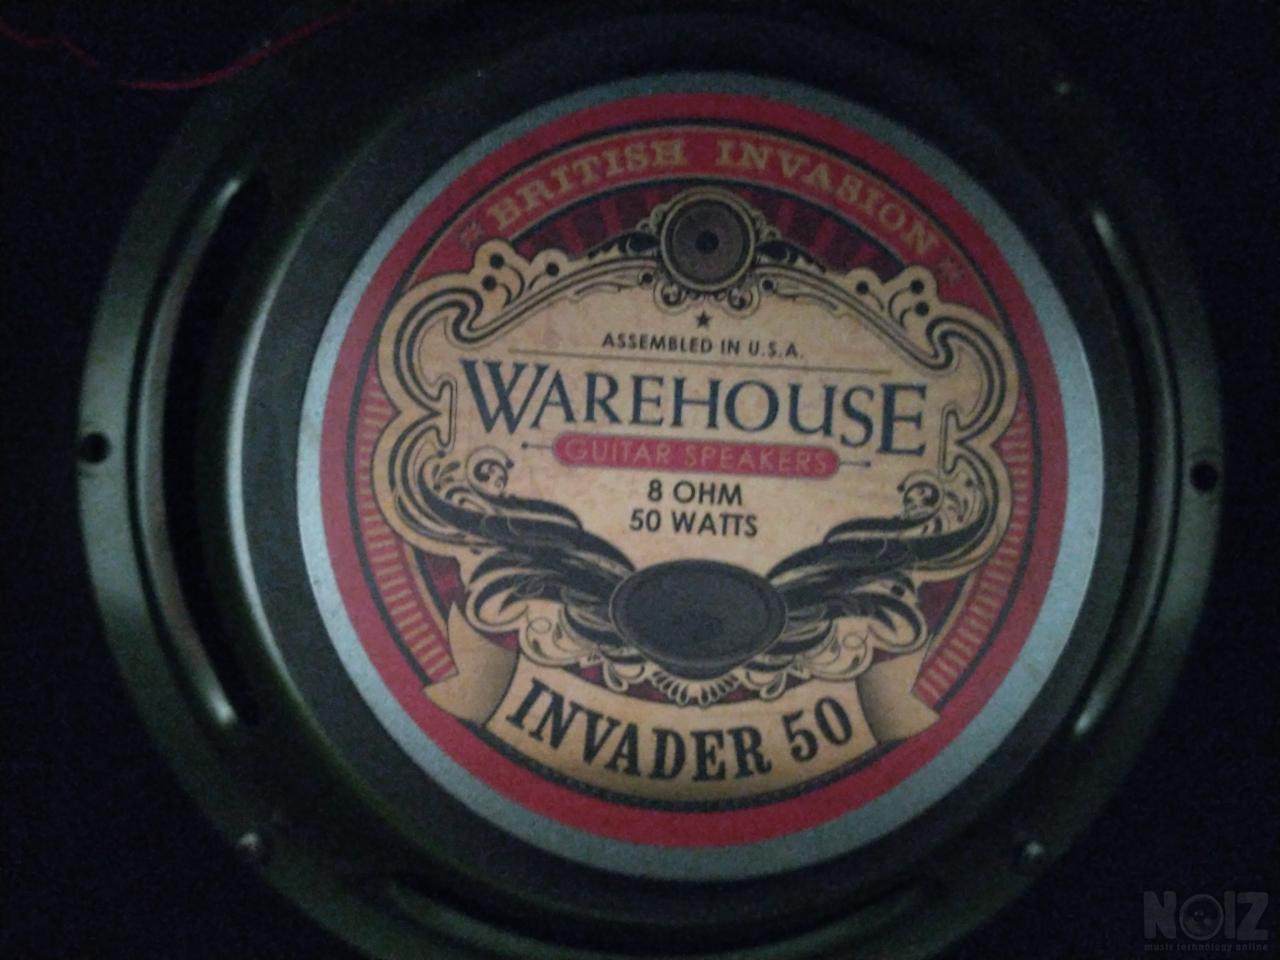 BRITISH INVASION
ASSEMBLED IN U.S.A.
WAREHOUSE
GUITAR SPEAKERS
8 OHM
50 WATTS
INVADER 50
NOIZ
music technology online